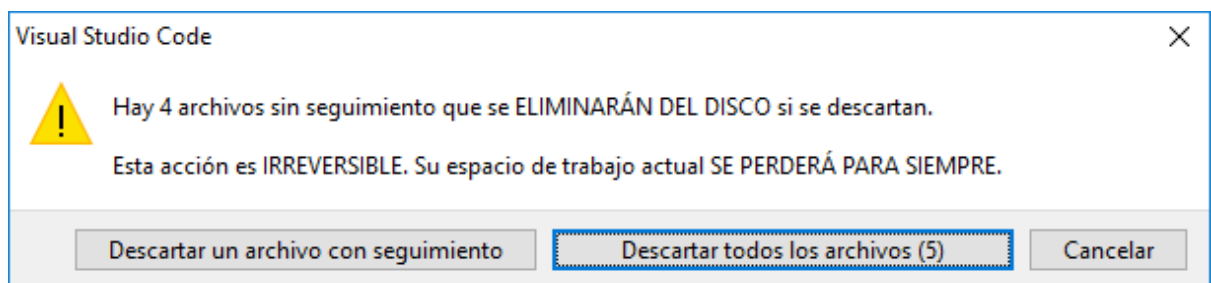 Visual Studio Code
Hay 4 archivos sin seguimiento que se ELIMINARÁN DEL DISCO si se descartan.
Esta acción es IRREVERSIBLE. Su espacio de trabajo actual SE PERDERÁ PARA SIEMPRE.
Descartar un archivo con seguimiento Descartar todos los archivos (5) Cancelar